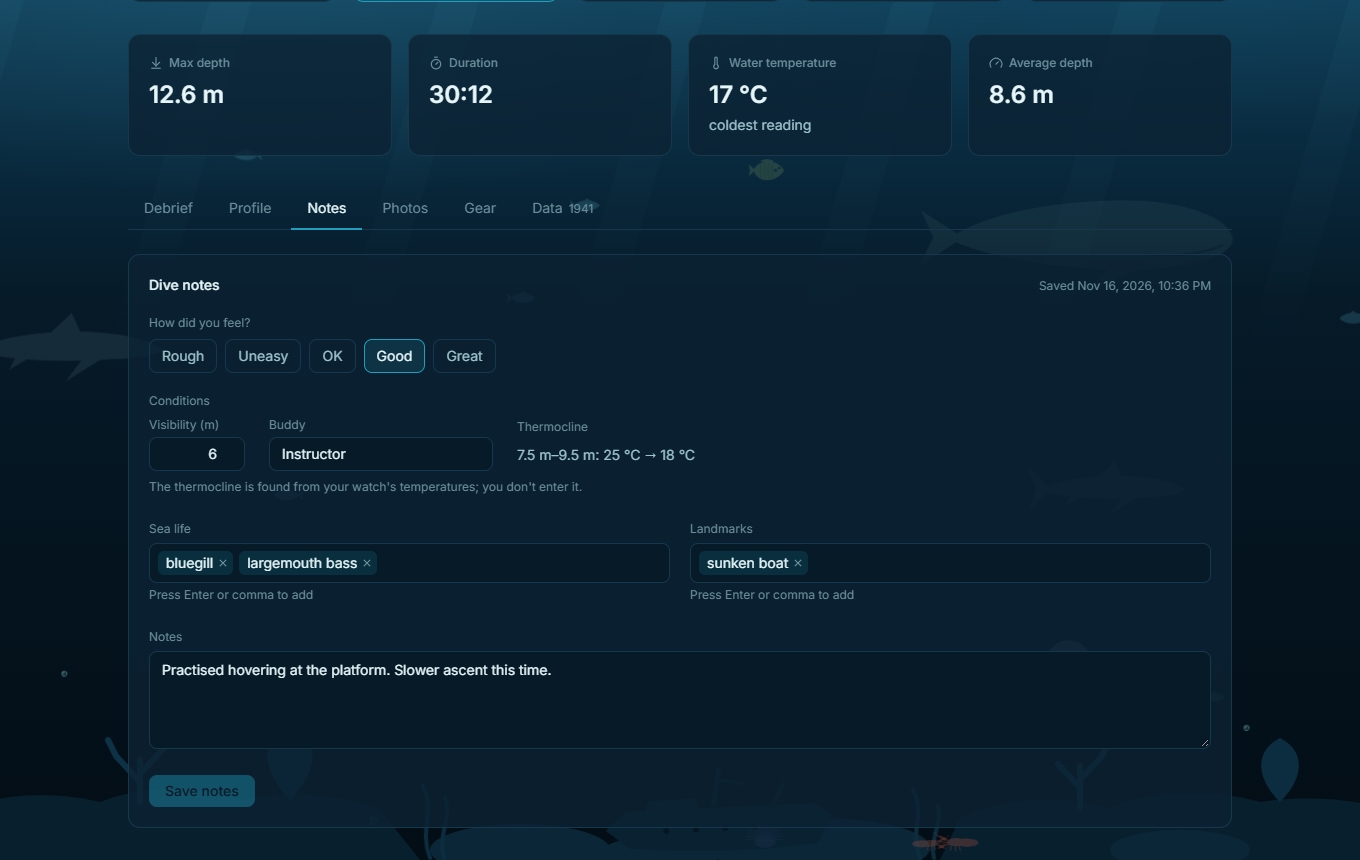 Max depth
12.6 m
Duration
30:12
Water temperature
17 °C
coldest reading
Average depth
8.6 m
Debrief Profile Notes Photos Gear Data 1941
Dive notes
Saved Nov 16, 2026, 10:36 PM
How did you feel?
Rough Uneasy OK Good Great
Conditions
Visibility (m) Buddy Thermocline
6 Instructor 7.5 m–9.5 m: 25 °C → 18 °C
The thermocline is found from your watch's temperatures; you don't enter it.
Sea life
bluegill × largemouth bass ×
Press Enter or comma to add
Landmarks
sunken boat ×
Press Enter or comma to add
Notes
Practised hovering at the platform. Slower ascent this time.
Save notes